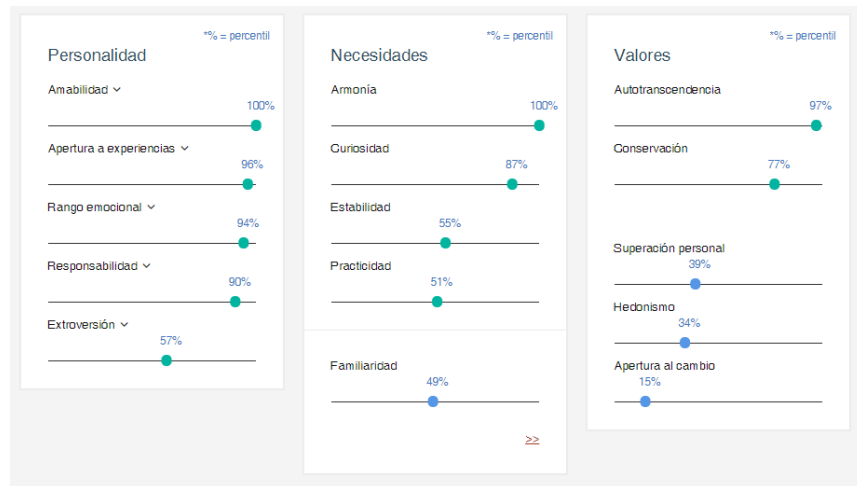 *% = percentil
Personalidad
Amabilidad
100%
Apertura a experiencias
96%
Rango emocional
94%
Responsabilidad
90%
Extroversión
57%
*% = percentil
Necesidades
Armonía
100%
Curiosidad
87%
Estabilidad
55%
Practicidad
51%
Familiaridad
49%
>>
*% = percentil
Valores
Autotranscendencia
97%
Conservación
77%
Superación personal
39%
Hedonismo
34%
Apertura al cambio
15%